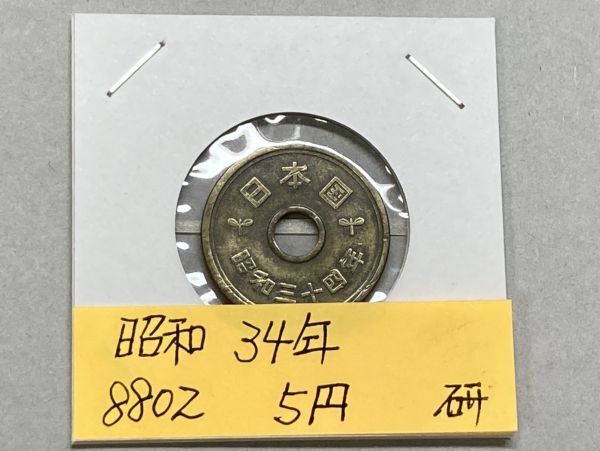 日本国
昭和三十四年
昭和 34年
8802 5円 研